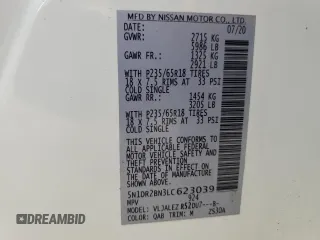 MFD BY NISSAN MOTOR CO., LTD.
DATE: 07/20
GVWR: 2715 KG
5986 LB
GAWR FR: 1325 KG
2921 LB
WITH P235/65R18 TIRES
18 X 7.5 RIMS AT 33 PSI
COLD SINGLE
GAWR RR: 1454 KG
3205 LB
WITH P235/65R18 TIRES
18 X 7.5 RIMS AT 33 PSI
COLD SINGLE
THIS VEHICLE CONFORMS TO ALL
APPLICABLE FEDERAL MOTOR
VEHICLE SAFETY AND THEFT
PREVENTION STANDARDS IN
EFFECT ON THE DATE OF
MANUFACTURE SHOWN ABOVE.
5N1DR2BN3LC623039
MPV 924
MODEL:
COLOR: QAB TRIM:
© SINOBIDDING